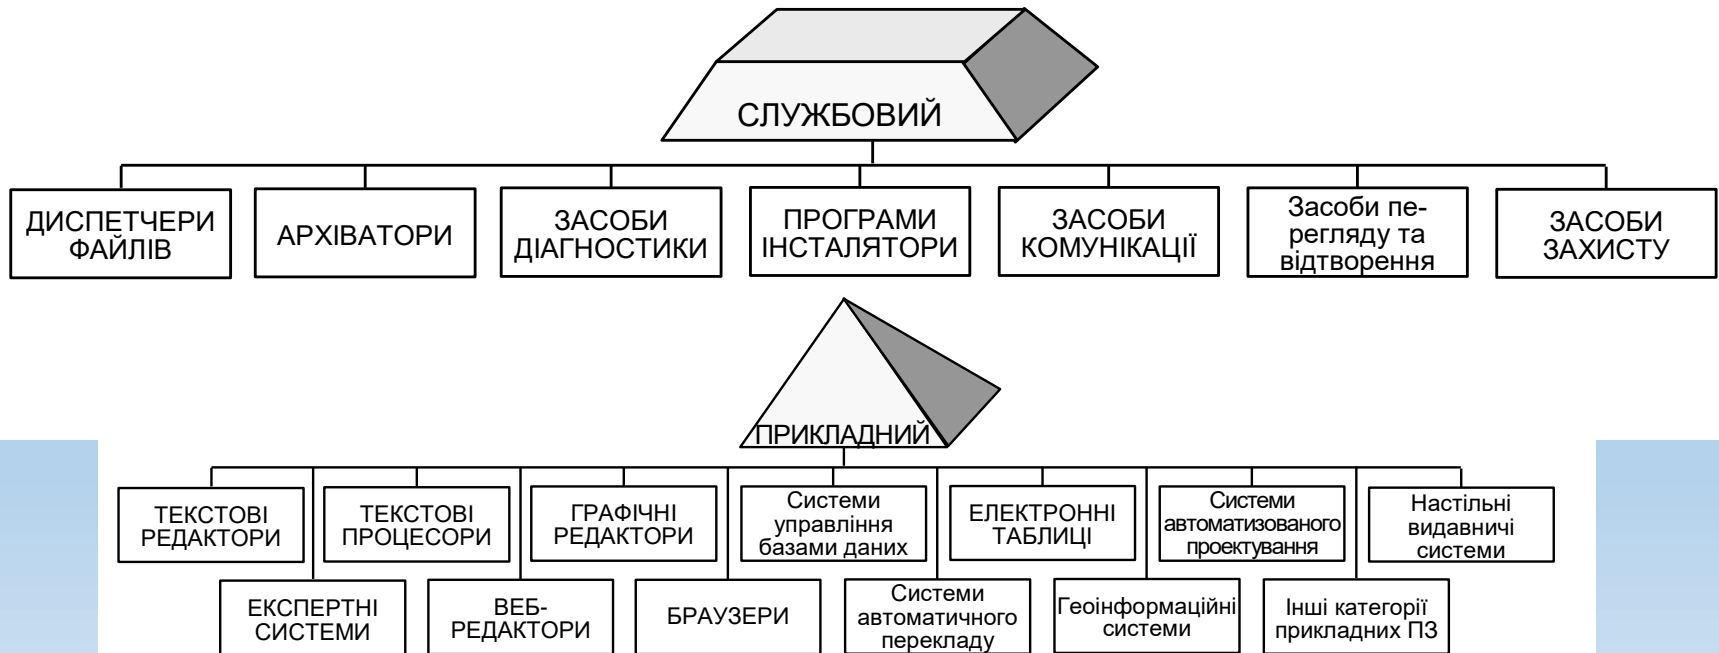 СЛУЖБОВИЙ
ДИСПЕТЧЕРИ
ФАЙЛІВ
АРХІВАТОРИ
ЗАСОБИ
ДІАГНОСТИКИ
ПРОГРАМИ
ІНСТАЛЯТОРИ
ЗАСОБИ
КОМУНІКАЦІЇ
Засоби пе-
регляду та
відтворення
ЗАСОБИ
ЗАХИСТУ
ПРИКЛАДНИЙ
ТЕКСТОВІ
РЕДАКТОРИ
ТЕКСТОВІ
ПРОЦЕСОРИ
ГРАФІЧНІ
РЕДАКТОРИ
Системи
управління
базами даних
ЕЛЕКТРОННІ
ТАБЛИЦІ
Системи
автоматизованого
проектування
Настільні
видавничі
системи
ЕКСПЕРТНІ
СИСТЕМИ
ВЕБ-
РЕДАКТОРИ
БРАУЗЕРИ
Системи
автоматичного
перекладу
Геоінформаційні
системи
Інші категорії
прикладних ПЗ